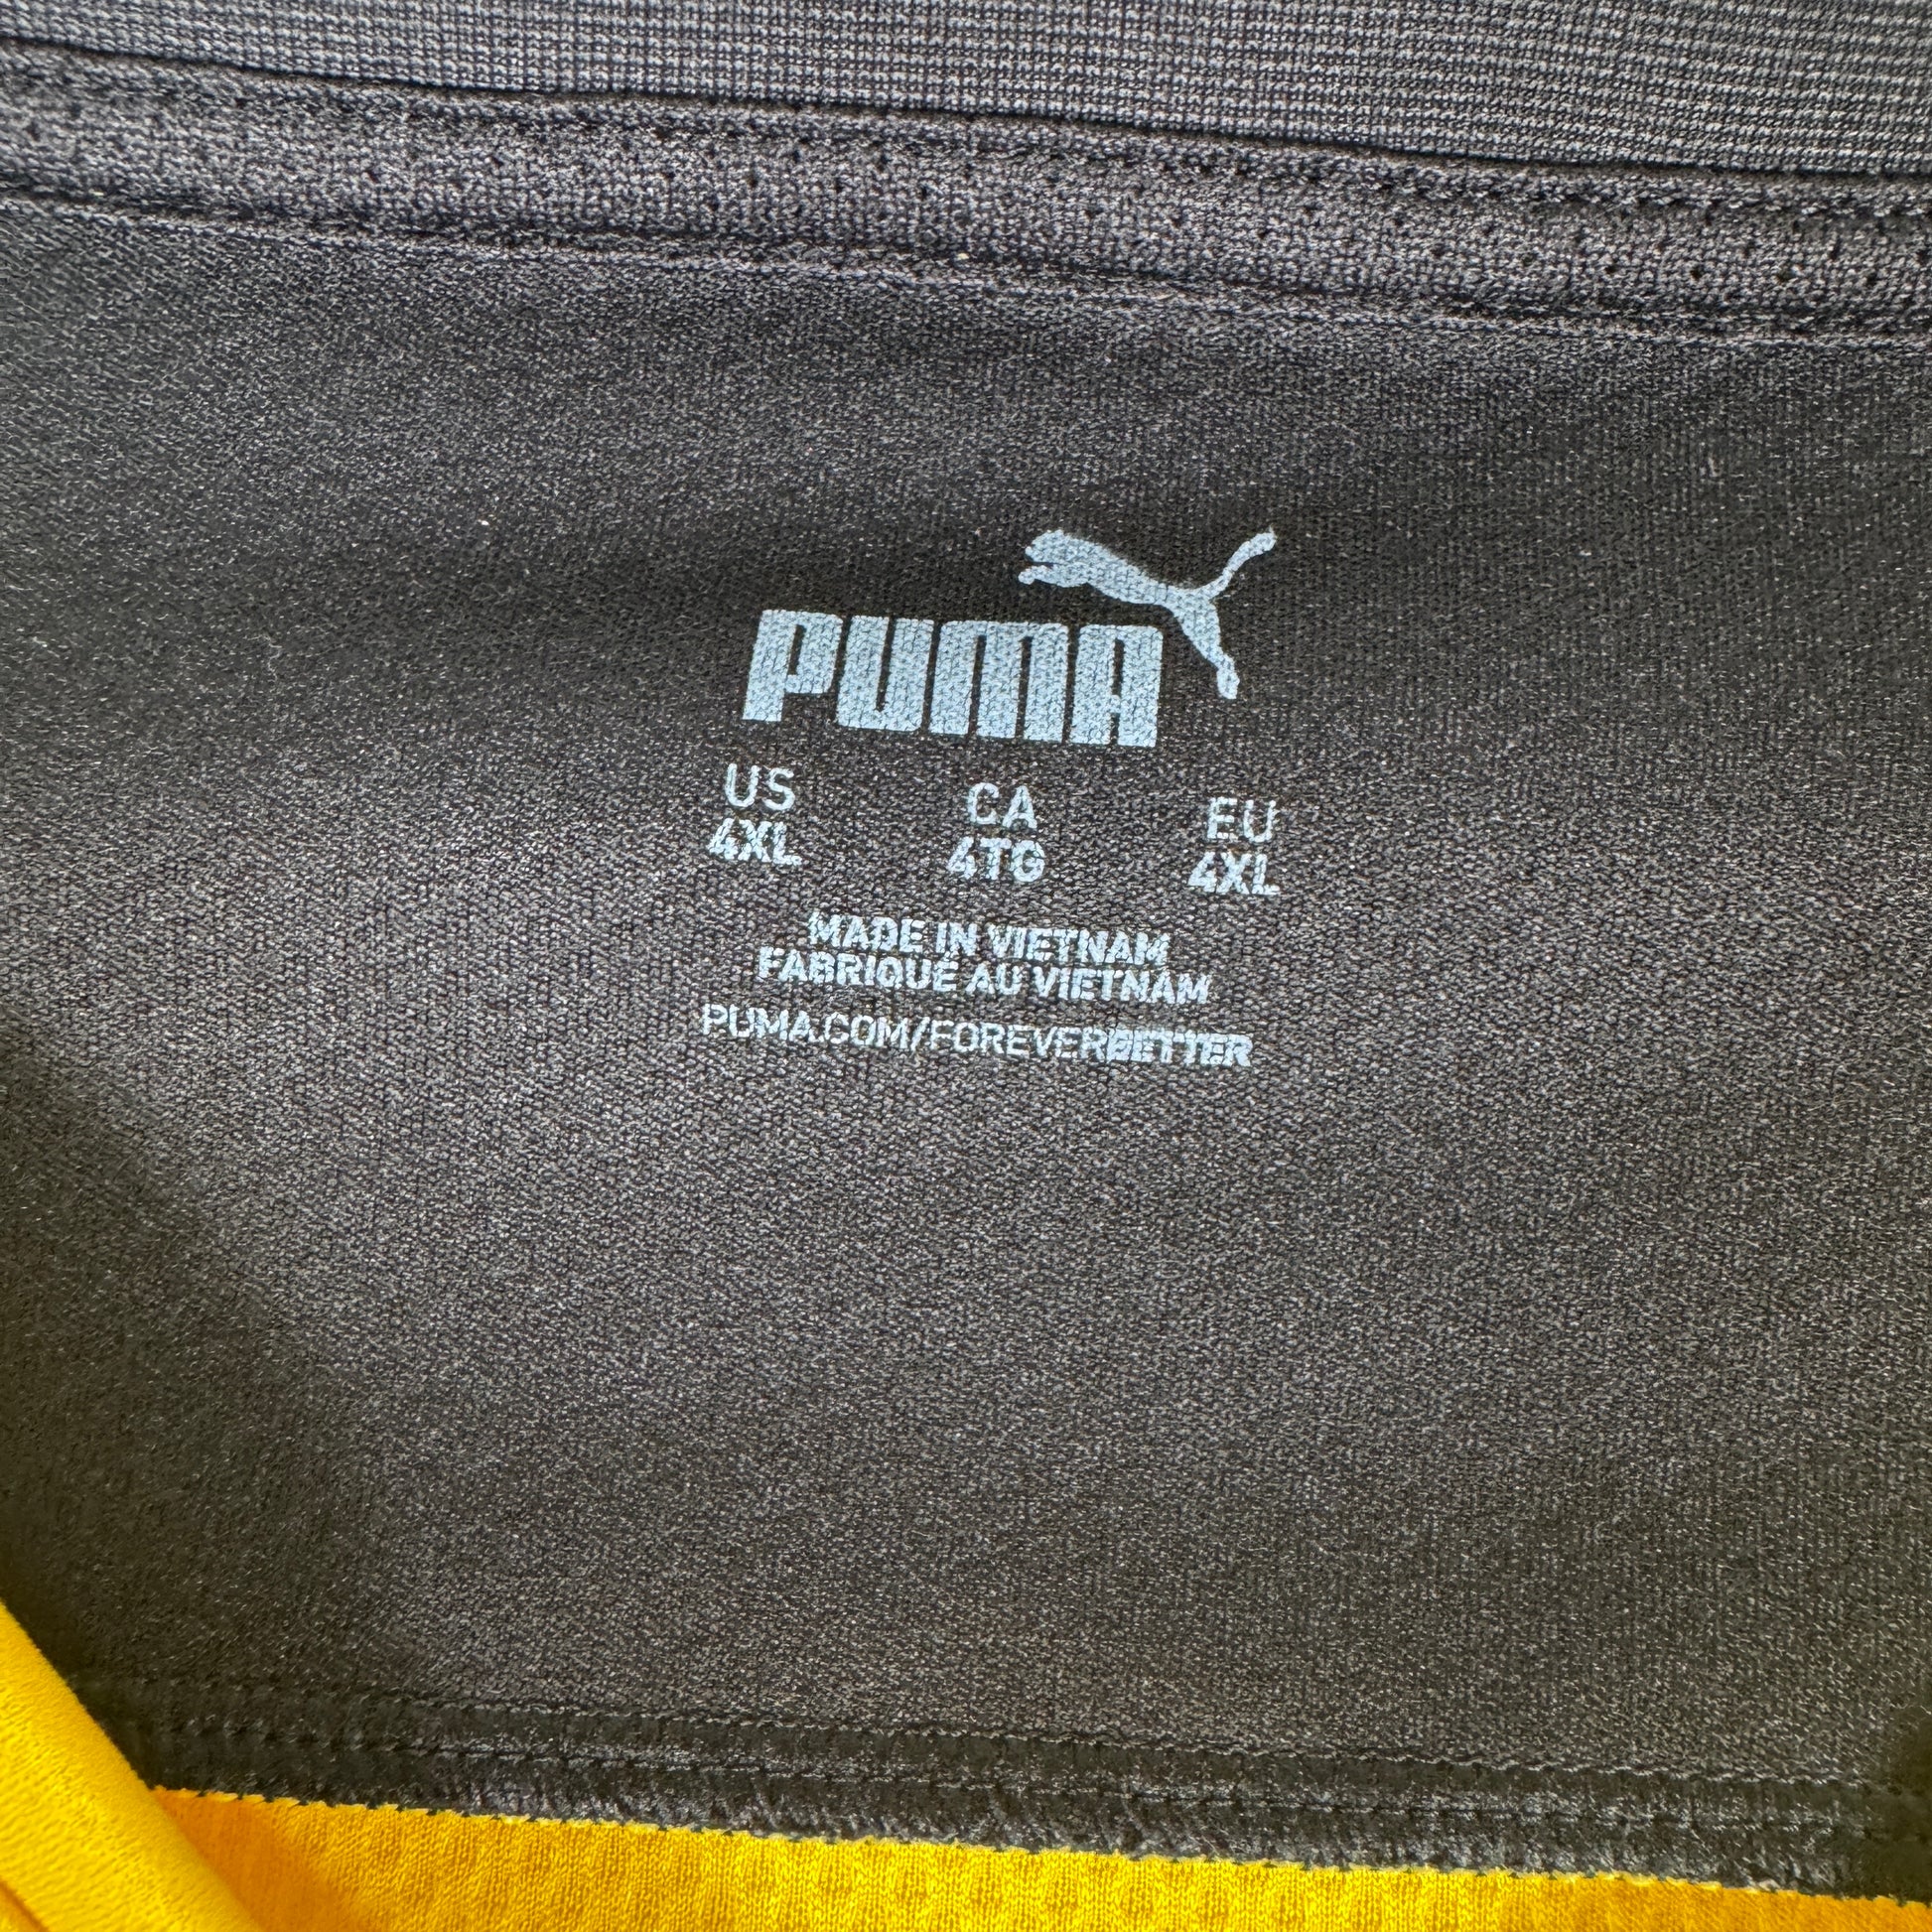 PUMA
US CA EU
4XL 4TG 4XL
MADE IN VIETNAM
FABRIQUÉ AU VIETNAM
PUMA.COM/FOREVERBETTER